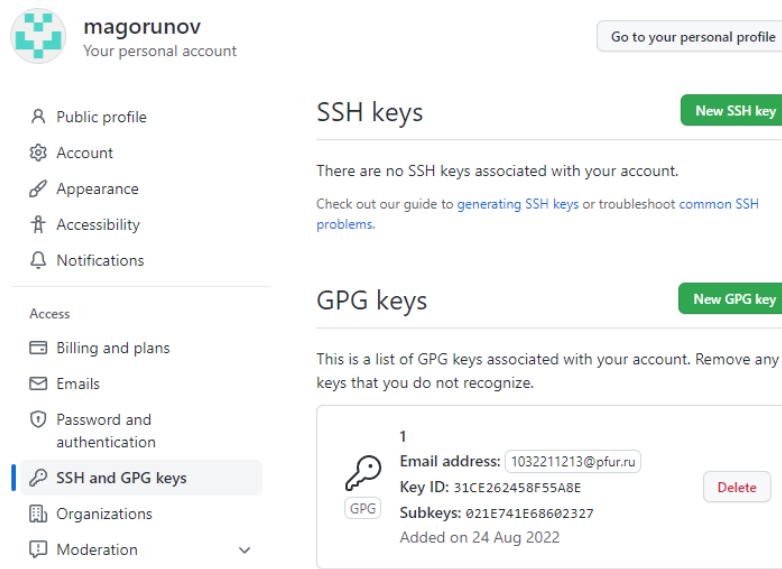 magorunov
Your personal account
Go to your personal profile
Public profile
Account
Appearance
Accessibility
Notifications
Access
Billing and plans
Emails
Password and
authentication
SSH and GPG keys
Organizations
Moderation
SSH keys
New SSH key
There are no SSH keys associated with your account.
Check out our guide to generating SSH keys or troubleshoot common SSH
problems.
GPG keys
New GPG key
This is a list of GPG keys associated with your account. Remove any
keys that you do not recognize.
1
Email address: 1032211213@pfur.ru
Key ID: 31CE262458F55A8E
GPG
Subkeys: 021E741E68602327
Added on 24 Aug 2022
Delete